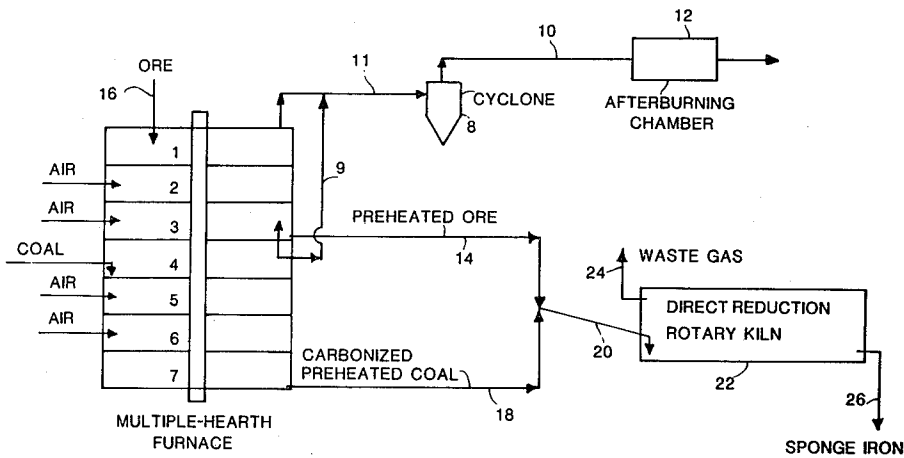 12
10
ORE
11
16
CYCLONE
AFTERBURNING
CHAMBER
8
1
AIR
2
9
AIR
3
PREHEATED ORE
14
COAL
4
24
WASTE GAS
AIR
5
DIRECT REDUCTION
ROTARY KILN
AIR
6
20
7
CARBONIZED
PREHEATED COAL
18
22
26
MULTIPLE-HEARTH
FURNACE
SPONGE IRON